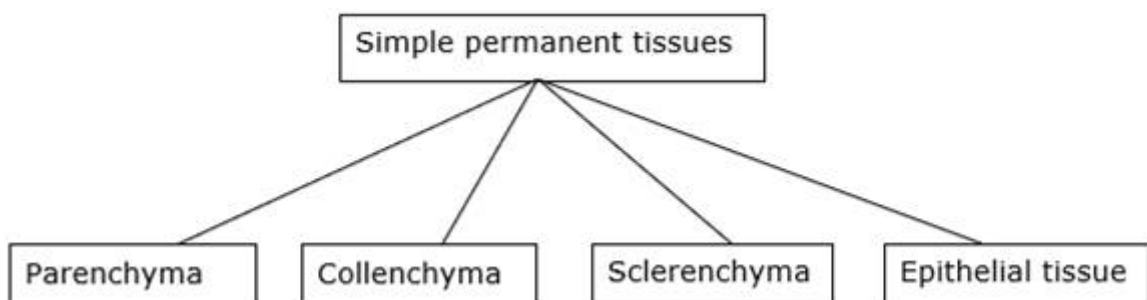 Simple permanent tissues
Parenchyma
Collenchyma
Sclerenchyma
Epithelial tissue